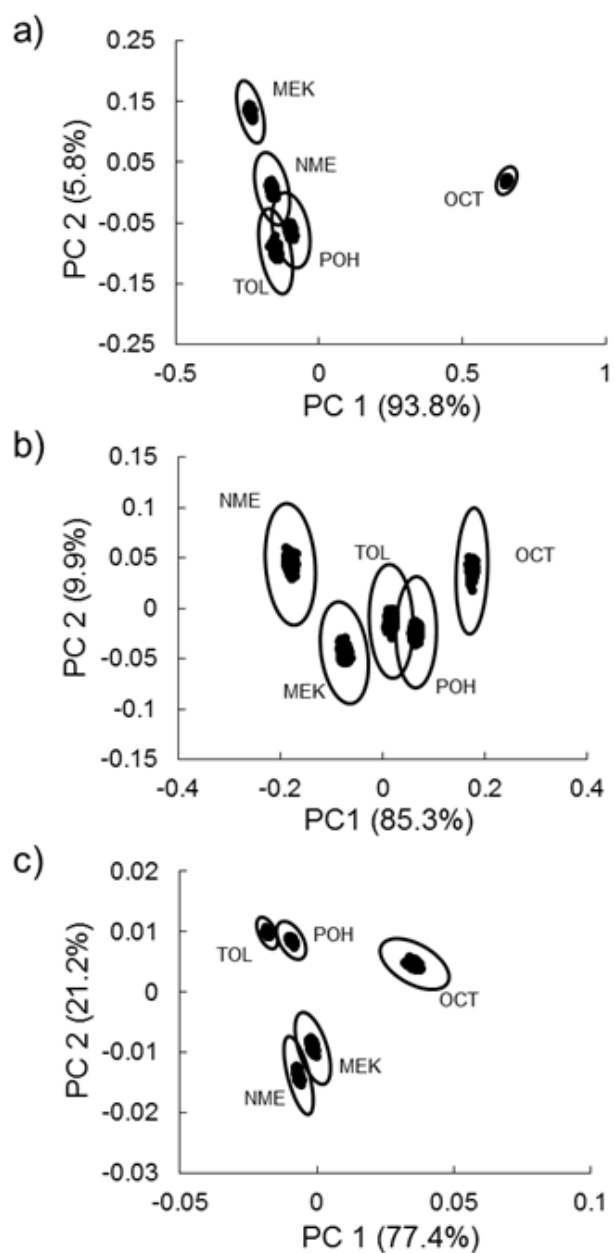 a)
0.25
0.15
0.05
-0.05
-0.15
-0.25
PC 2 (5.8%)
MEK
NME
OCT
POH
TOL
-0.5
0
0.5
1
PC 1 (93.8%)
b)
0.15
0.1
0.05
0
-0.05
-0.1
-0.15
PC 2 (9.9%)
NME
TOL
OCT
MEK
POH
-0.4
-0.2
0
0.2
0.4
PC1 (85.3%)
c)
0.02
0.01
0
-0.01
-0.02
-0.03
PC 2 (21.2%)
POH
TOL
OCT
MEK
NME
-0.05
0
0.05
0.1
PC 1 (77.4%)